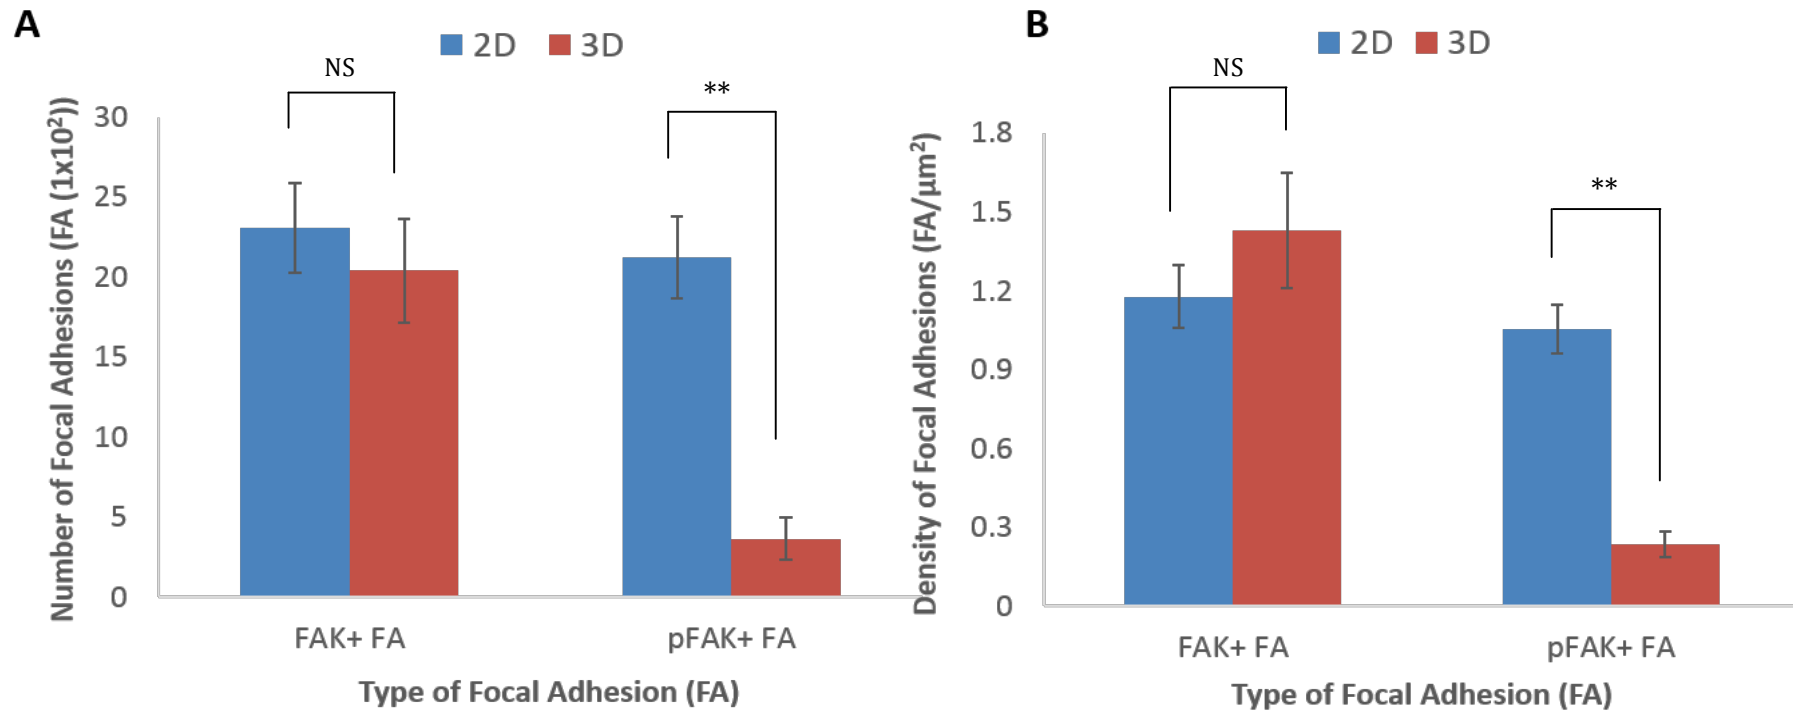 A
2D 3D
NS
**
Number of Focal Adhesions (FA (1x10²))
30
25
20
15
10
5
0
FAK+ FA pFAK+ FA
Type of Focal Adhesion (FA)
B
2D 3D
NS
**
Density of Focal Adhesions (FA/µm²)
1.8
1.5
1.2
0.9
0.6
0.3
0
FAK+ FA pFAK+ FA
Type of Focal Adhesion (FA)